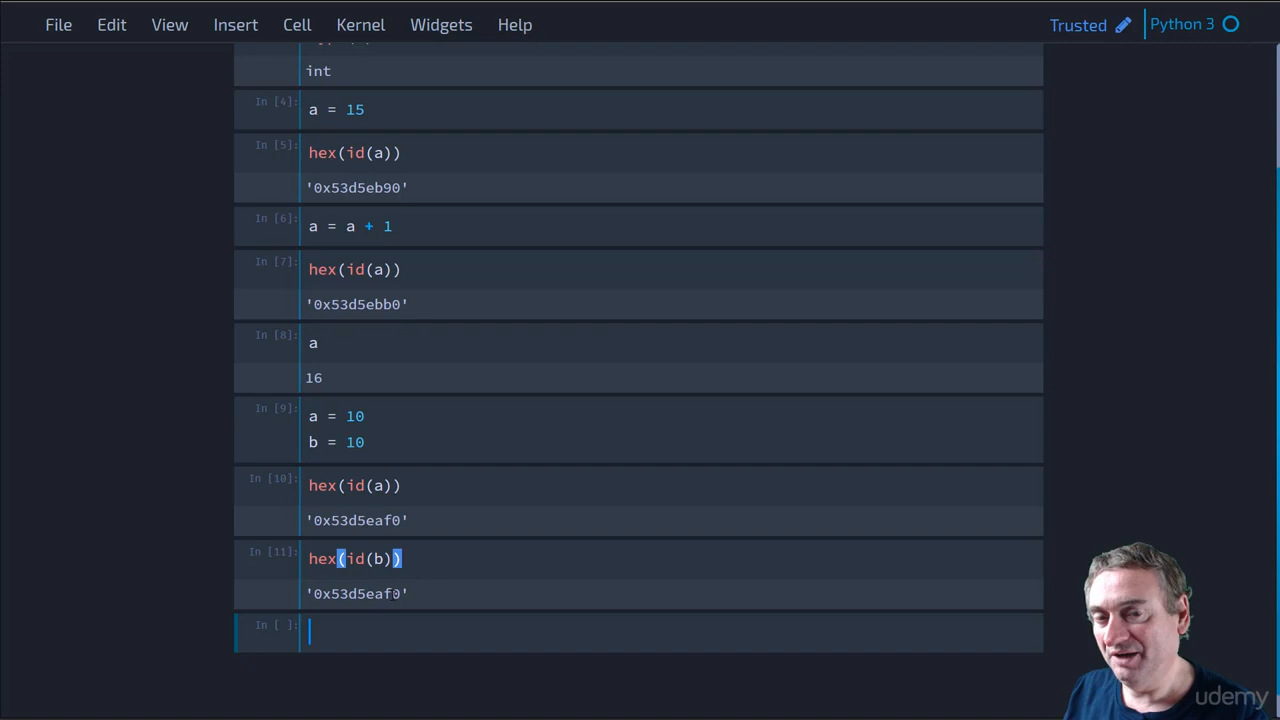 File Edit View Insert Cell Kernel Widgets Help Trusted Python 3
int
In [4]: a = 15
In [5]: hex(id(a))
'0x53d5eb90'
In [6]: a = a + 1
In [7]: hex(id(a))
'0x53d5ebb0'
In [8]: a
16
In [9]: a = 10
b = 10
In [10]: hex(id(a))
'0x53d5eaf0'
In [11]: hex(id(b))
'0x53d5eaf0'
In [ ]:
udemy